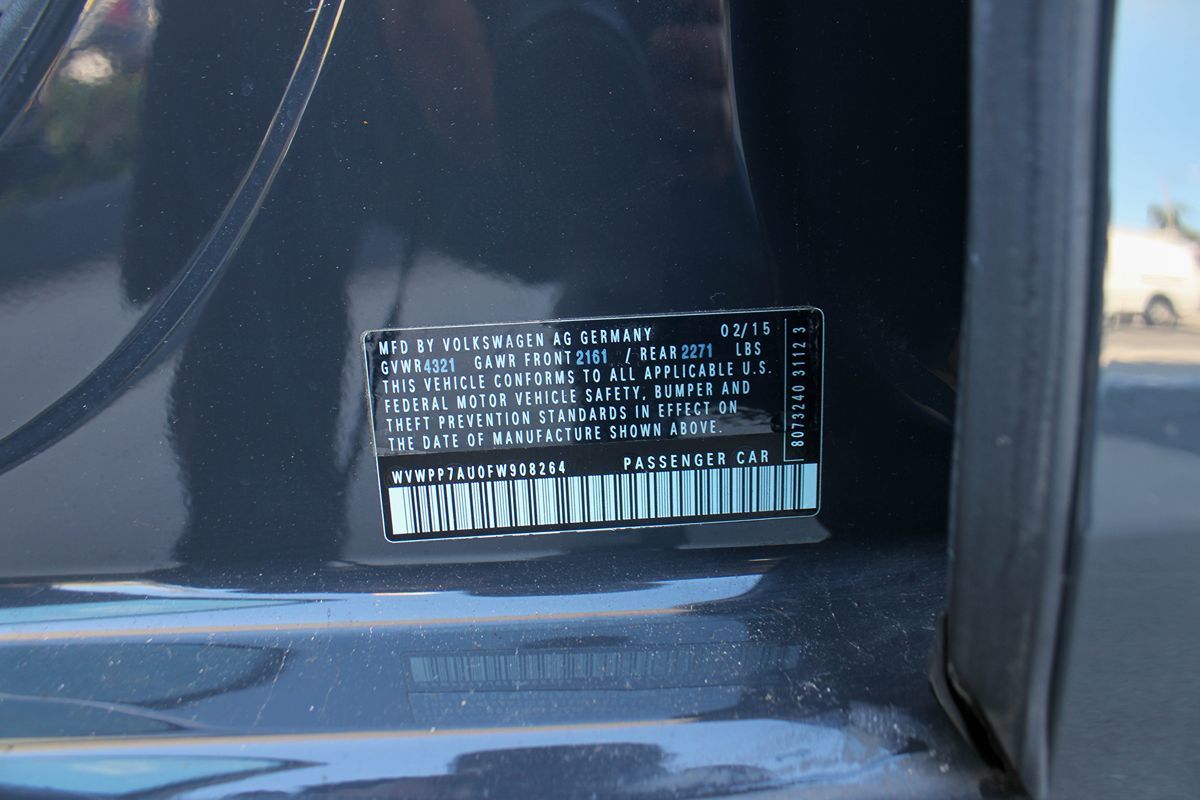 MFD BY VOLKSWAGEN AG GERMANY 02/15
GVWR 4321 GAWR FRONT 2161 / REAR 2271 LBS
THIS VEHICLE CONFORMS TO ALL APPLICABLE U.S.
FEDERAL MOTOR VEHICLE SAFETY, BUMPER AND
THEFT PREVENTION STANDARDS IN EFFECT ON
THE DATE OF MANUFACTURE SHOWN ABOVE.
WVWPP7AU0FW908264 PASSENGER CAR
8073240 3112 3